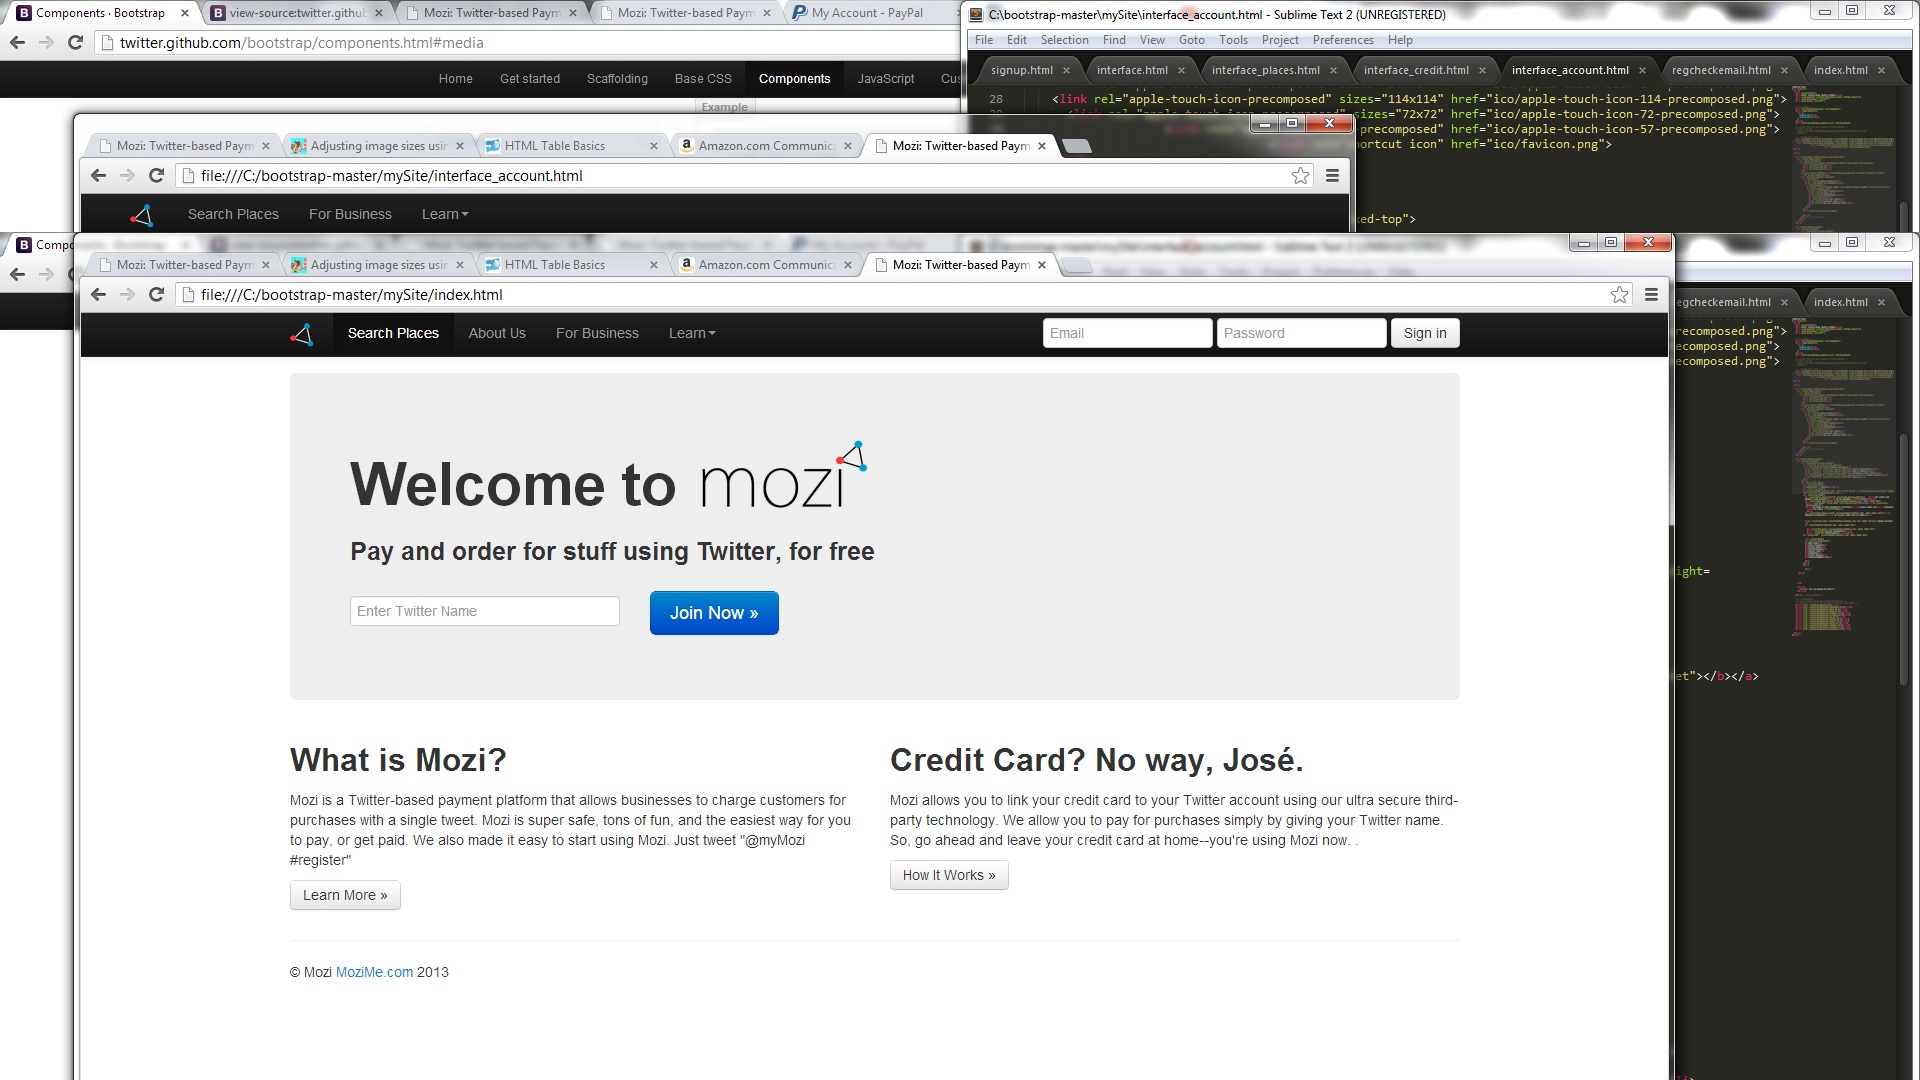 Components · Bootstrap
view-source:twitter.github
Mozi: Twitter-based Paym
Mozi: Twitter-based Paym
My Account - PayPal
twitter.github.com/bootstrap/components.html#media
Home Get started Scaffolding Base CSS Components JavaScript Cus
Example
C:\bootstrap-master\mySite\interface_account.html - Sublime Text 2 (UNREGISTERED)
File Edit Selection Find View Goto Tools Project Preferences Help
signup.html interface.html interface_places.html interface_credit.html interface_account.html regcheckemail.html index.html
28 <link rel="apple-touch-icon-precomposed" sizes="114x114" href="ico/apple-touch-icon-114-precomposed.png">
sizes="72x72" href="ico/apple-touch-icon-72-precomposed.png">
-precomposed" href="ico/apple-touch-icon-57-precomposed.png">
shortcut icon" href="ico/favicon.png">
xed-top">
Mozi: Twitter-based Paym
Adjusting image sizes usin
HTML Table Basics
Amazon.com Communica
Mozi: Twitter-based Paym
file:///C:/bootstrap-master/mySite/interface_account.html
Search Places For Business Learn
Compo
Mozi: Twitter-based Paym
Adjusting image sizes usin
HTML Table Basics
Amazon.com Communica
Mozi: Twitter-based Paym
file:///C:/bootstrap-master/mySite/index.html
Search Places About Us For Business Learn Email Password Sign in
egcheckemail.html index.html
recomposed.png">
recomposed.png">
recomposed.png">
ight=
et"></b></a>
Welcome to mozi
Pay and order for stuff using Twitter, for free
Enter Twitter Name Join Now »
What is Mozi?
Mozi is a Twitter-based payment platform that allows businesses to charge customers for
purchases with a single tweet. Mozi is super safe, tons of fun, and the easiest way for you
to pay, or get paid. We also made it easy to start using Mozi. Just tweet "@myMozi
#register"
Learn More »
Credit Card? No way, José.
Mozi allows you to link your credit card to your Twitter account using our ultra secure third-
party technology. We allow you to pay for purchases simply by giving your Twitter name.
So, go ahead and leave your credit card at home--you're using Mozi now. .
How It Works »
© Mozi MoziMe.com 2013